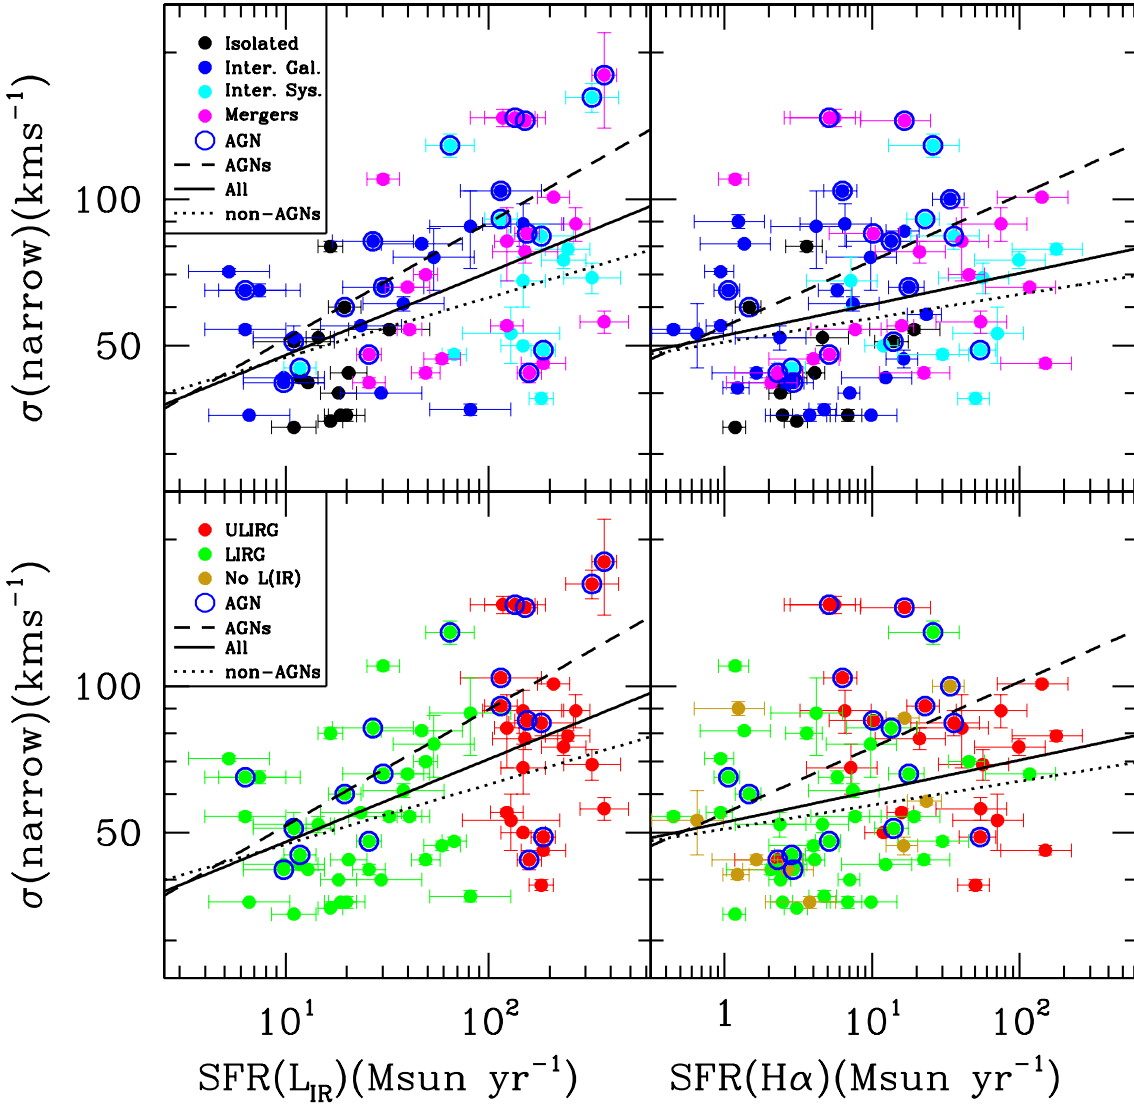 Isolated
Inter. Gal.
Inter. Sys.
Mergers
AGN
AGNs
All
non-AGNs
σ(narrow)(kms⁻¹)
100
50
ULIRG
LIRG
No L(IR)
AGN
AGNs
All
non-AGNs
σ(narrow)(kms⁻¹)
100
50
10¹ 10² 1 10¹ 10²
SFR(L_IR)(Msun yr⁻¹) SFR(Hα)(Msun yr⁻¹)